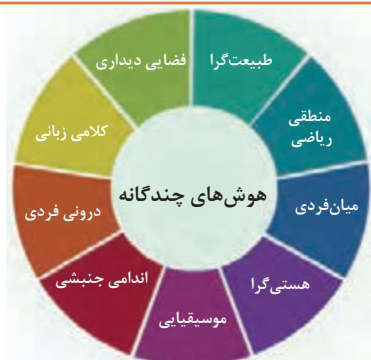 طبیعت‌گرا
فضایی دیداری
منطقی
ریاضی
کلامی زبانی
هوش‌های چندگانه
میان‌فردی
درونی فردی
هستی‌گرا
اندامی جنبشی
موسیقیایی